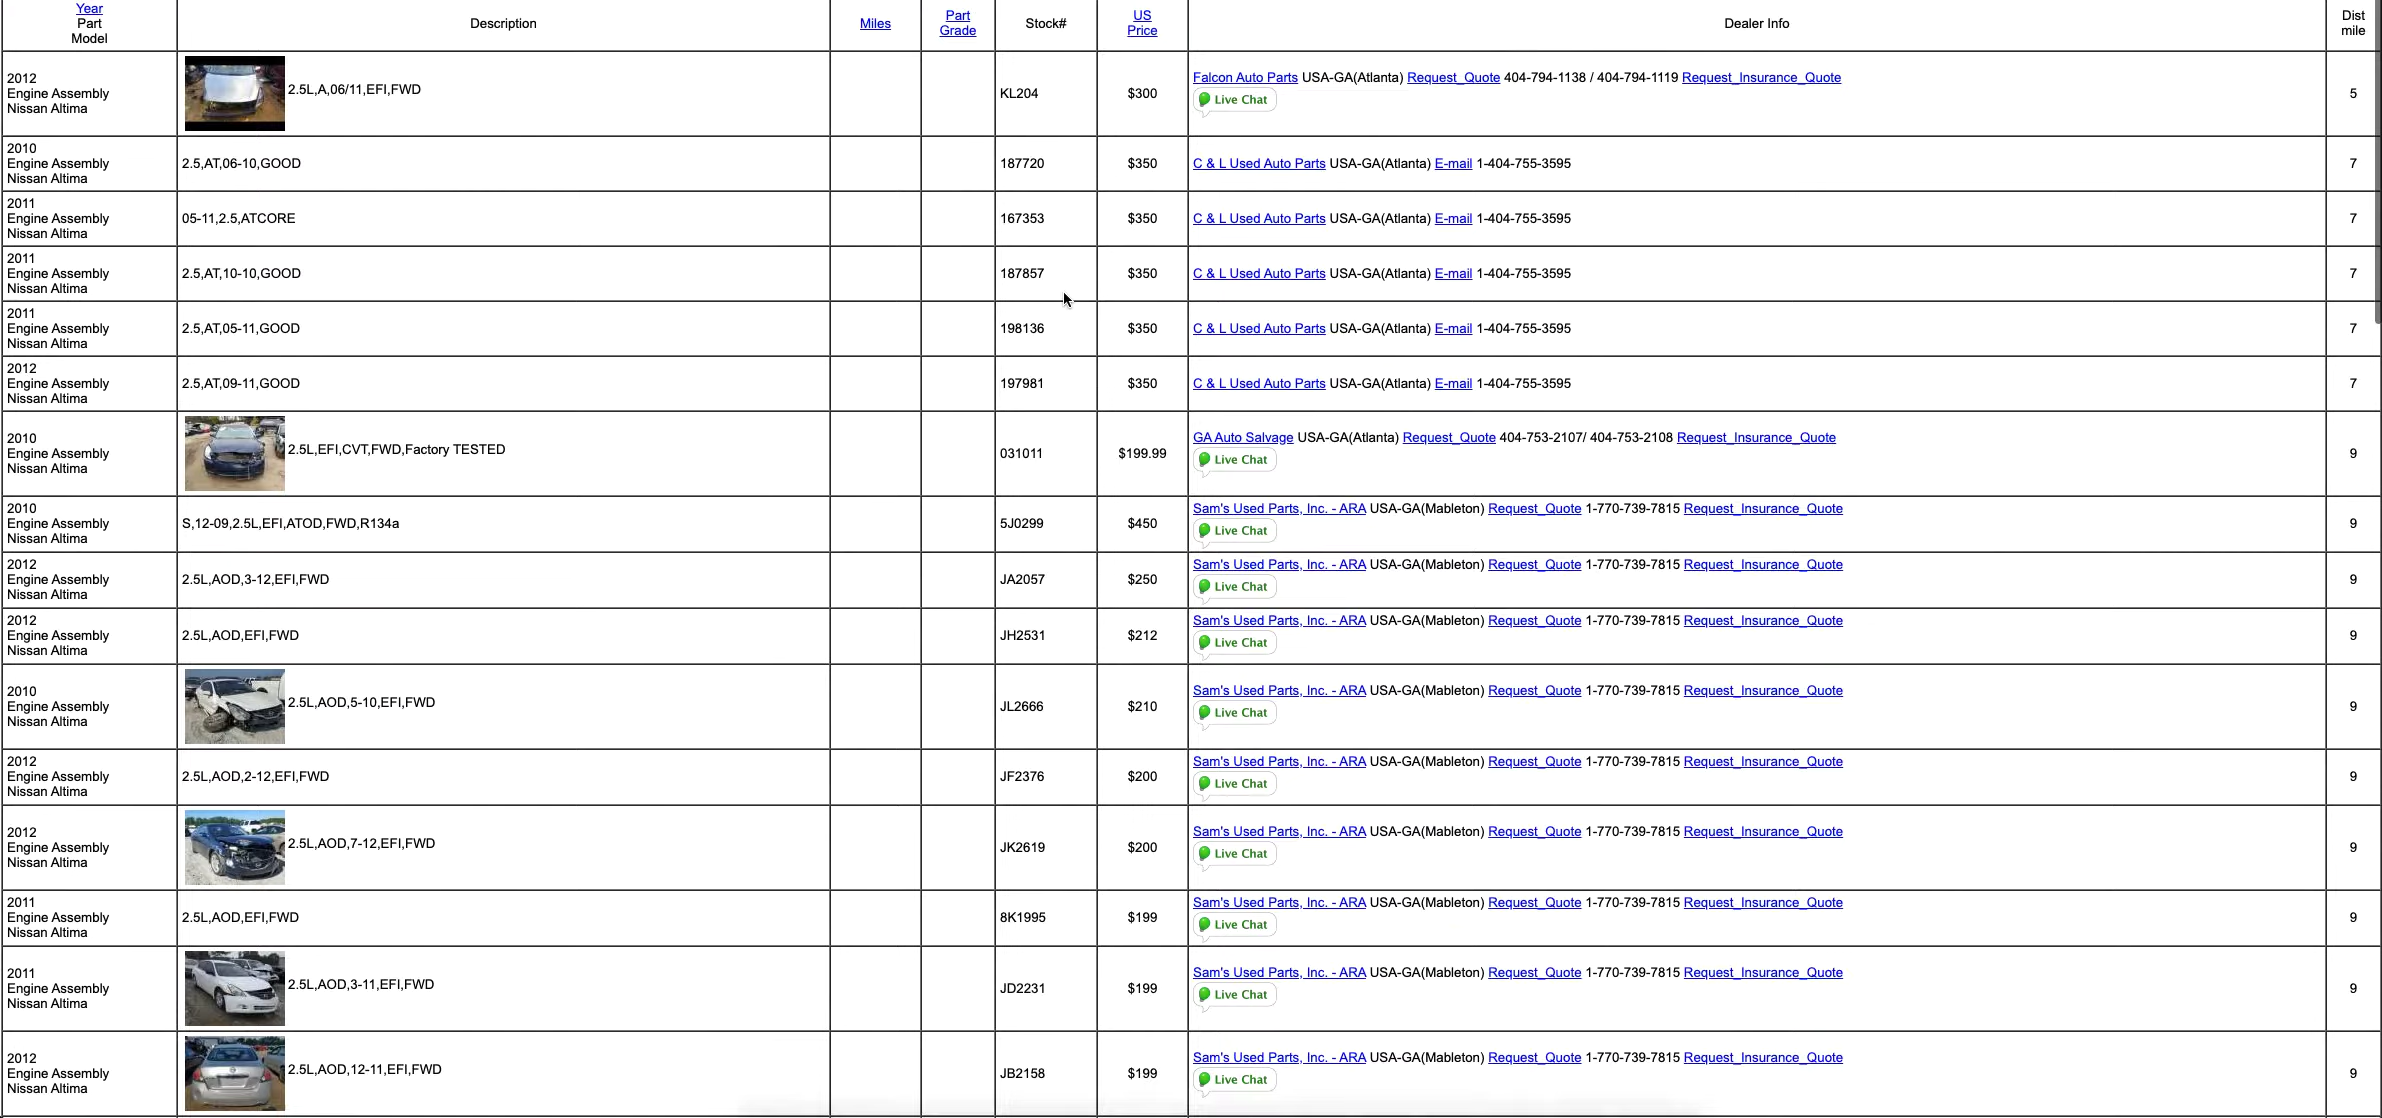 Year
Part
Model
Description
Miles
Part
Grade
Stock#
US
Price
Dealer Info
Dist
mile
2012
Engine Assembly
Nissan Altima
2.5L,A,06/11,EFI,FWD
KL204
$300
Falcon Auto Parts USA-GA(Atlanta) Request_Quote 404-794-1138 / 404-794-1119 Request_Insurance_Quote
Live Chat
5
2010
Engine Assembly
Nissan Altima
2.5,AT,06-10,GOOD
187720
$350
C & L Used Auto Parts USA-GA(Atlanta) E-mail 1-404-755-3595
7
2011
Engine Assembly
Nissan Altima
05-11,2.5,ATCORE
167353
$350
C & L Used Auto Parts USA-GA(Atlanta) E-mail 1-404-755-3595
7
2011
Engine Assembly
Nissan Altima
2.5,AT,10-10,GOOD
187857
$350
C & L Used Auto Parts USA-GA(Atlanta) E-mail 1-404-755-3595
7
2011
Engine Assembly
Nissan Altima
2.5,AT,05-11,GOOD
198136
$350
C & L Used Auto Parts USA-GA(Atlanta) E-mail 1-404-755-3595
7
2012
Engine Assembly
Nissan Altima
2.5,AT,09-11,GOOD
197981
$350
C & L Used Auto Parts USA-GA(Atlanta) E-mail 1-404-755-3595
7
2010
Engine Assembly
Nissan Altima
2.5L,EFI,CVT,FWD,Factory TESTED
031011
$199.99
GA Auto Salvage USA-GA(Atlanta) Request_Quote 404-753-2107/ 404-753-2108 Request_Insurance_Quote
Live Chat
9
2010
Engine Assembly
Nissan Altima
S,12-09,2.5L,EFI,ATOD,FWD,R134a
5J0299
$450
Sam's Used Parts, Inc. - ARA USA-GA(Mableton) Request_Quote 1-770-739-7815 Request_Insurance_Quote
Live Chat
9
2012
Engine Assembly
Nissan Altima
2.5L,AOD,3-12,EFI,FWD
JA2057
$250
Sam's Used Parts, Inc. - ARA USA-GA(Mableton) Request_Quote 1-770-739-7815 Request_Insurance_Quote
Live Chat
9
2012
Engine Assembly
Nissan Altima
2.5L,AOD,EFI,FWD
JH2531
$212
Sam's Used Parts, Inc. - ARA USA-GA(Mableton) Request_Quote 1-770-739-7815 Request_Insurance_Quote
Live Chat
9
2010
Engine Assembly
Nissan Altima
2.5L,AOD,5-10,EFI,FWD
JL2666
$210
Sam's Used Parts, Inc. - ARA USA-GA(Mableton) Request_Quote 1-770-739-7815 Request_Insurance_Quote
Live Chat
9
2012
Engine Assembly
Nissan Altima
2.5L,AOD,2-12,EFI,FWD
JF2376
$200
Sam's Used Parts, Inc. - ARA USA-GA(Mableton) Request_Quote 1-770-739-7815 Request_Insurance_Quote
Live Chat
9
2012
Engine Assembly
Nissan Altima
2.5L,AOD,7-12,EFI,FWD
JK2619
$200
Sam's Used Parts, Inc. - ARA USA-GA(Mableton) Request_Quote 1-770-739-7815 Request_Insurance_Quote
Live Chat
9
2011
Engine Assembly
Nissan Altima
2.5L,AOD,EFI,FWD
8K1995
$199
Sam's Used Parts, Inc. - ARA USA-GA(Mableton) Request_Quote 1-770-739-7815 Request_Insurance_Quote
Live Chat
9
2011
Engine Assembly
Nissan Altima
2.5L,AOD,3-11,EFI,FWD
JD2231
$199
Sam's Used Parts, Inc. - ARA USA-GA(Mableton) Request_Quote 1-770-739-7815 Request_Insurance_Quote
Live Chat
9
2012
Engine Assembly
Nissan Altima
2.5L,AOD,12-11,EFI,FWD
JB2158
$199
Sam's Used Parts, Inc. - ARA USA-GA(Mableton) Request_Quote 1-770-739-7815 Request_Insurance_Quote
Live Chat
9